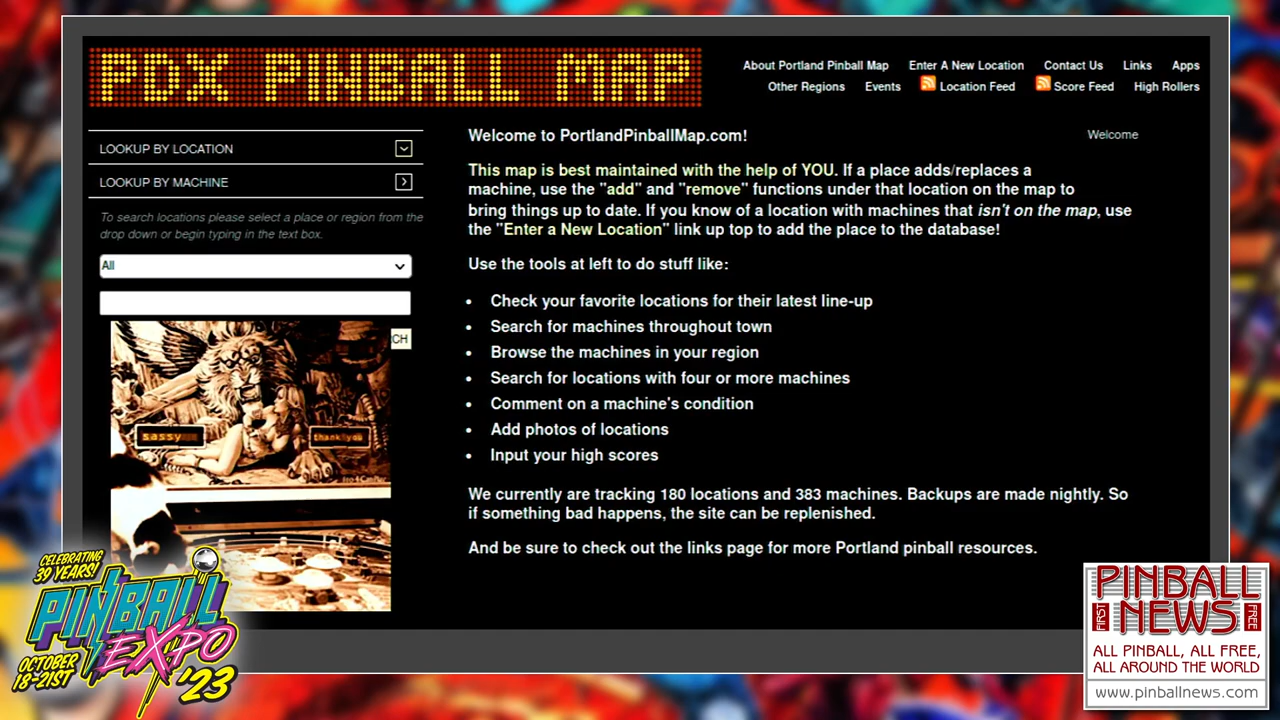 PDX PINBALL MAP
About Portland Pinball Map Enter A New Location Contact Us Links Apps
Other Regions Events Location Feed Score Feed High Rollers
LOOKUP BY LOCATION
LOOKUP BY MACHINE
To search locations please select a place or region from the
drop down or begin typing in the text box.
All
CH
sassy
thank you
Welcome to PortlandPinballMap.com!
Welcome
This map is best maintained with the help of YOU. If a place adds/replaces a
machine, use the "add" and "remove" functions under that location on the map to
bring things up to date. If you know of a location with machines that isn't on the map, use
the "Enter a New Location" link up top to add the place to the database!
Use the tools at left to do stuff like:
• Check your favorite locations for their latest line-up
• Search for machines throughout town
• Browse the machines in your region
• Search for locations with four or more machines
• Comment on a machine's condition
• Add photos of locations
• Input your high scores
We currently are tracking 180 locations and 383 machines. Backups are made nightly. So
if something bad happens, the site can be replenished.
And be sure to check out the links page for more Portland pinball resources.
CELEBRATING
39 YEARS!
PINBALL
EXPO
OCTOBER
18-21ST
'23
PINBALL
FIRST NEWS FREE
ALL PINBALL, ALL FREE,
ALL AROUND THE WORLD
www.pinballnews.com